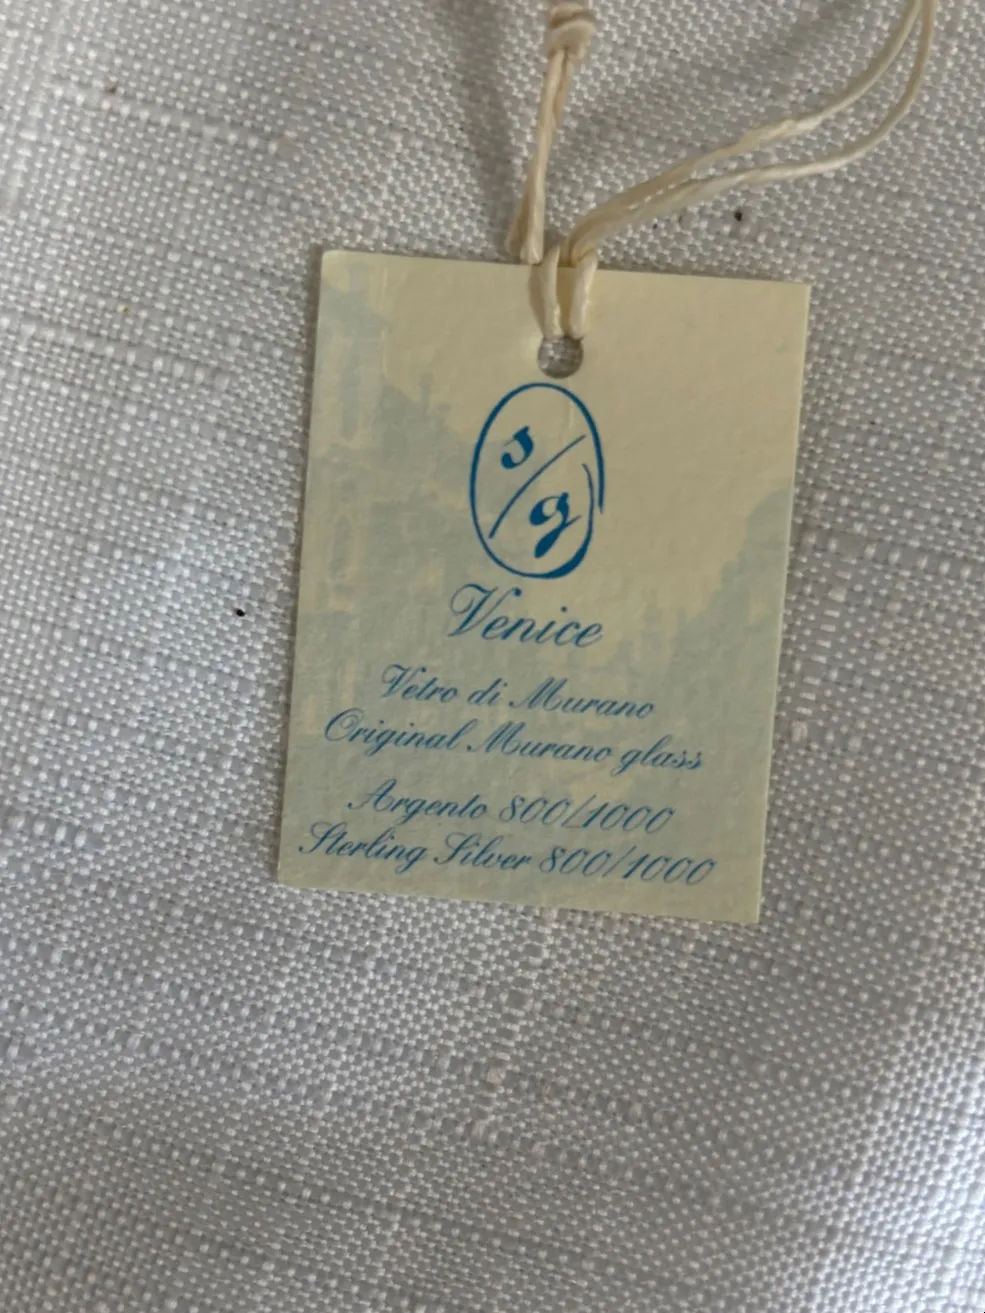 s/g
Venice
Vetro di Murano
Original Murano glass
Argento 800/1000
Sterling Silver 800/1000